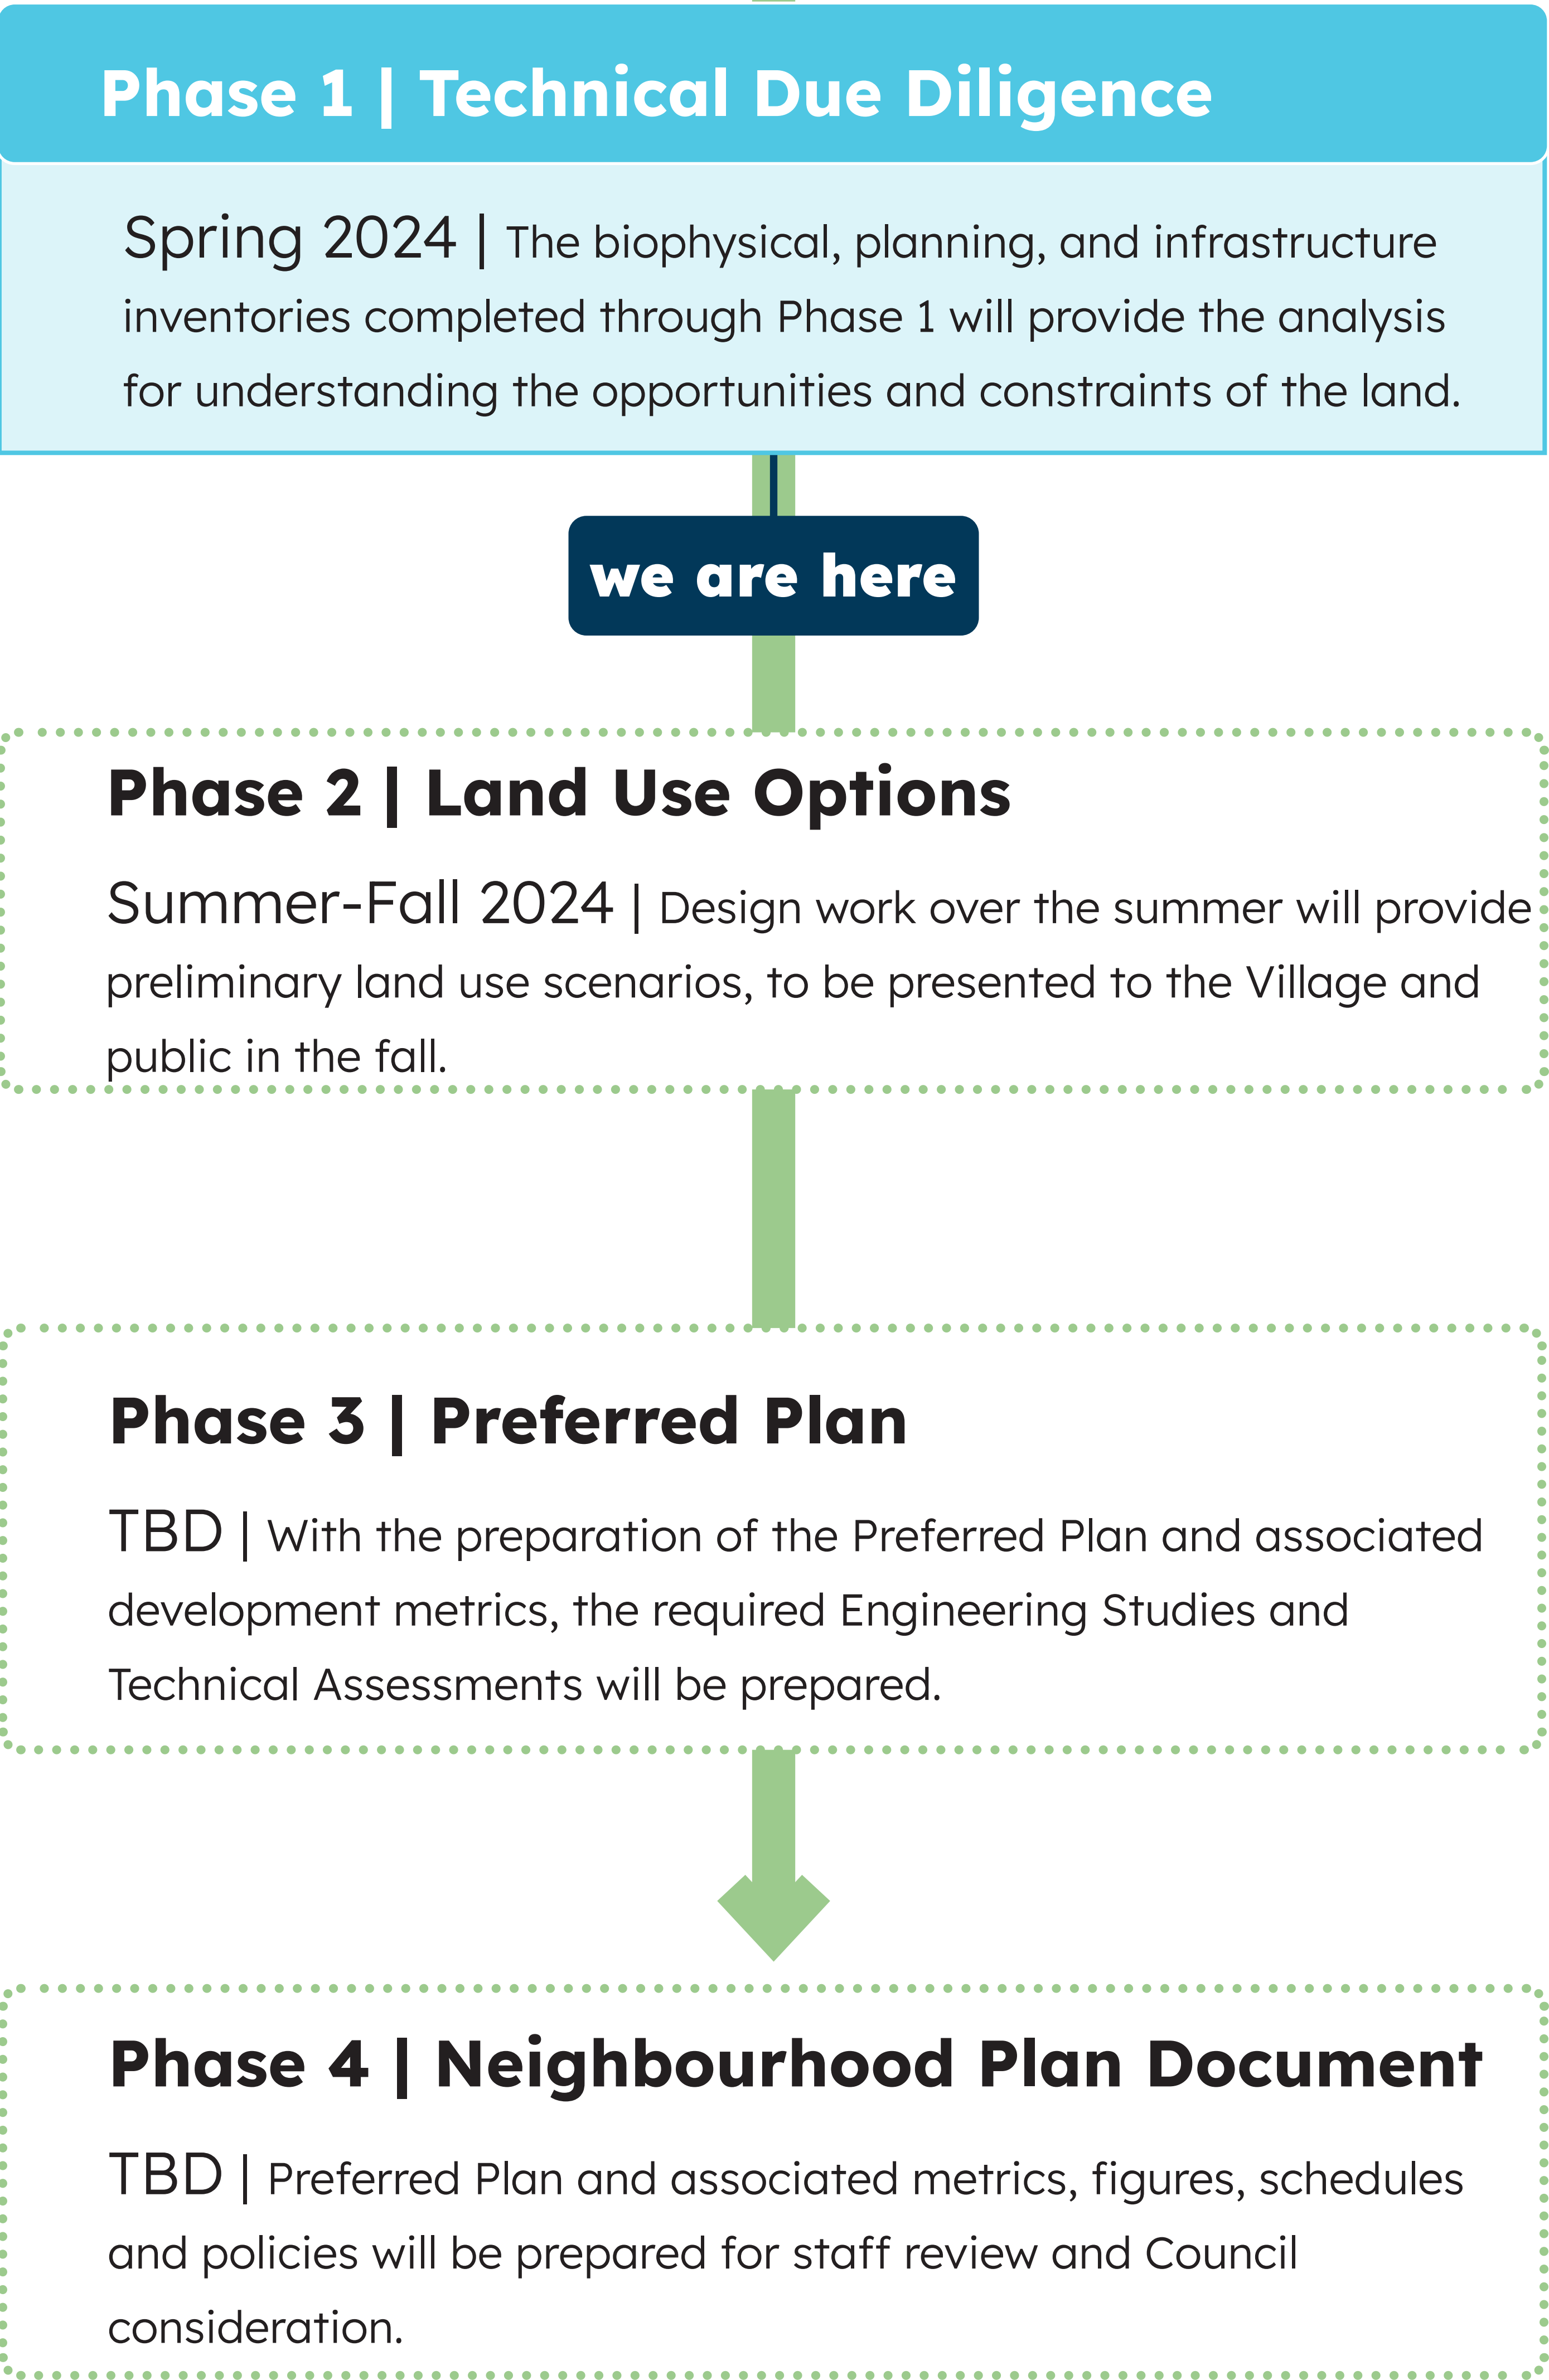 Phase 1 | Technical Due Diligence
Spring 2024 | The biophysical, planning, and infrastructure
inventories completed through Phase 1 will provide the analysis
for understanding the opportunities and constraints of the land.
we are here
Phase 2 | Land Use Options
Summer-Fall 2024 | Design work over the summer will provide
preliminary land use scenarios, to be presented to the Village and
public in the fall.
Phase 3 | Preferred Plan
TBD | With the preparation of the Preferred Plan and associated
development metrics, the required Engineering Studies and
Technical Assessments will be prepared.
Phase 4 | Neighbourhood Plan Document
TBD | Preferred Plan and associated metrics, figures, schedules
and policies will be prepared for staff review and Council
consideration.